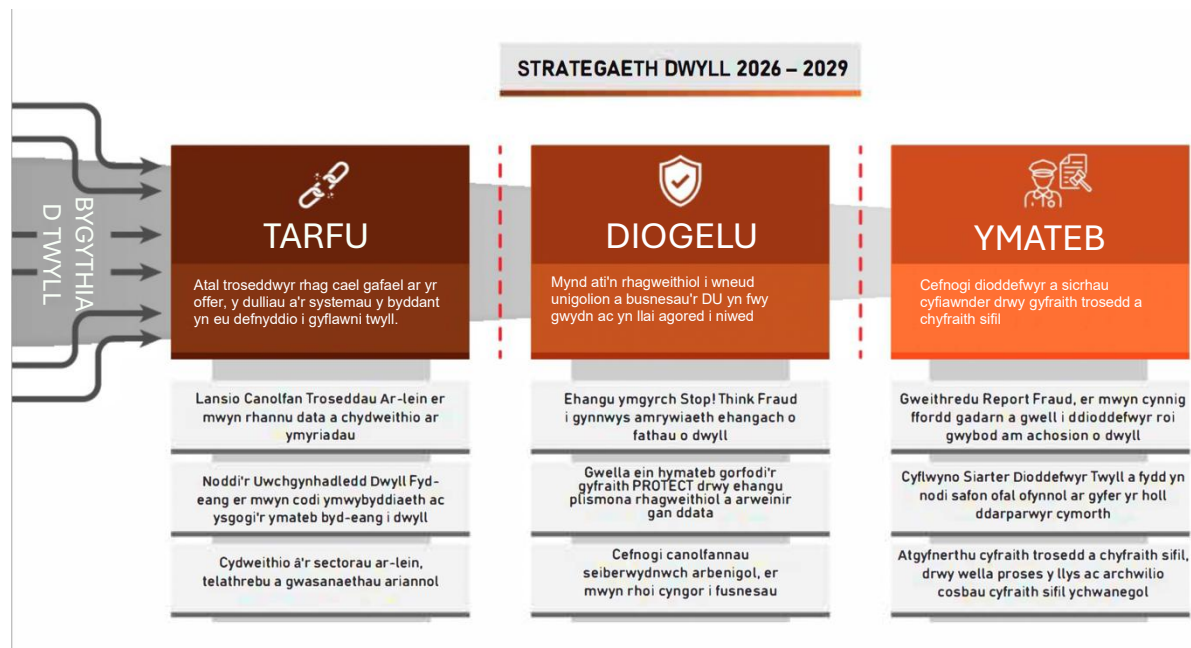 STRATEGAETH DWYLL 2026 – 2029
BYGYTHIA
D TWYLL
TARFU
Atal troseddwyr rhag cael gafael ar yr
offer, y dulliau a'r systemau y byddant
yn eu defnyddio i gyflawni twyll.
Lansio Canolfan Troseddau Ar-lein er
mwyn rhannu data a chydweithio ar
ymyriadau
Noddi'r Uwchgynhadledd Dwyll Fyd-
eang er mwyn codi ymwybyddiaeth ac
ysgogi'r ymateb byd-eang i dwyll
Cydweithio â'r sectorau ar-lein,
telathrebu a gwasanaethau ariannol
DIOGELU
Mynd ati'n rhagweithiol i wneud
unigolion a busnesau'r DU yn fwy
gwydn ac yn llai agored i niwed
Ehangu ymgyrch Stop! Think Fraud
i gynnwys amrywiaeth ehangach o
fathau o dwyll
Gwella ein hymateb gorfodi'r
gyfraith PROTECT drwy ehangu
plismona rhagweithiol a arweinir
gan ddata
Cefnogi canolfannau
seiberwydnwch arbenigol, er
mwyn rhoi cyngor i fusnesau
YMATEB
Cefnogi dioddefwyr a sicrhau
cyfiawnder drwy gyfraith trosedd a
chyfraith sifil
Gweithredu Report Fraud, er mwyn cynnig
ffordd gadarn a gwell i ddioddefwyr roi
gwybod am achosion o dwyll
Cyflwyno Siarter Dioddefwyr Twyll a fydd yn
nodi safon ofal ofynnol ar gyfer yr holl
ddarparwyr cymorth
Atgyfnerthu cyfraith trosedd a chyfraith sifil,
drwy wella proses y llys ac archwilio
cosbau cyfraith sifil ychwanegol